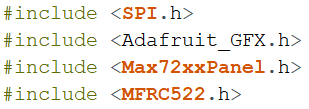 #include <SPI.h>
#include <Adafruit_GFX.h>
#include <Max72xxPanel.h>
#include <MFRC522.h>